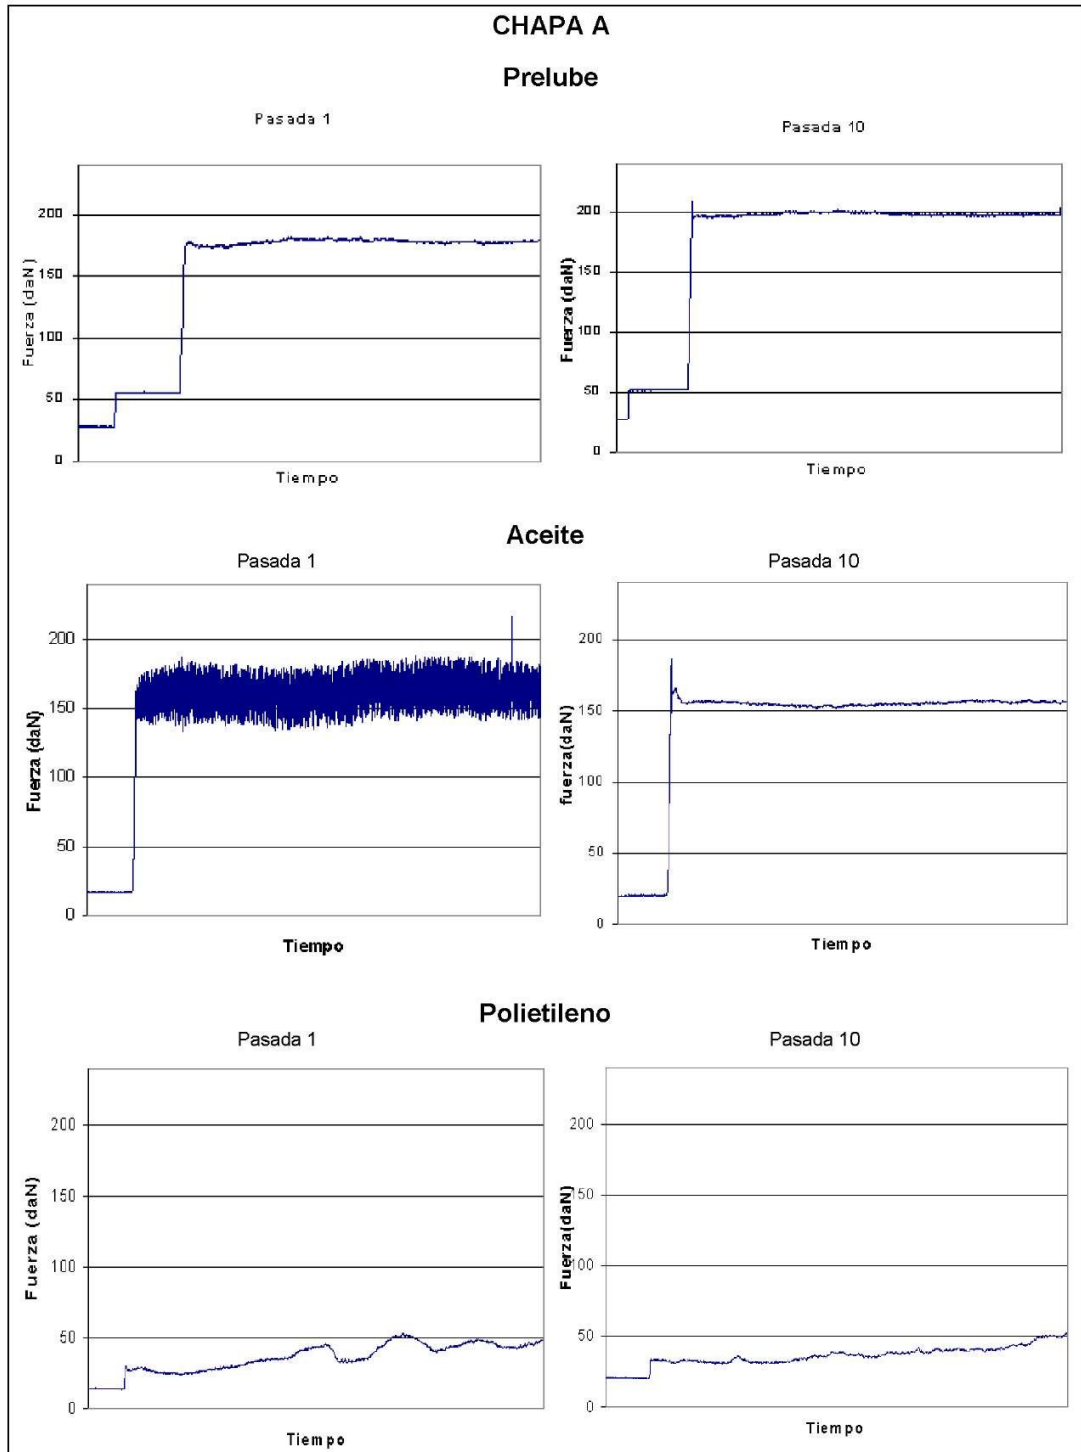 CHAPA A
Prelube
Pasada 1
Pasada 10
200
150
100
50
0
Fuerza (daN)
Tiempo
200
150
100
50
0
Fuerza (daN)
Tiempo
Aceite
Pasada 1
Pasada 10
200
150
100
50
0
Fuerza (daN)
Tiempo
200
150
100
50
0
fuerza(daN)
Tiempo
Polietileno
Pasada 1
Pasada 10
200
150
100
50
0
Fuerza (daN)
Tiempo
200
150
100
50
0
Fuerza(daN)
Tiempo